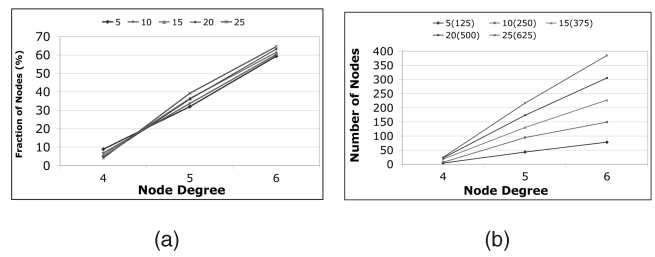 5 10 15 20 25
Fraction of Nodes (%)
70
60
50
40
30
20
10
0
4 5 6
Node Degree
(a)
5(125) 10(250) 15(375)
20(500) 25(625)
Number of Nodes
400
350
300
250
200
150
100
50
0
4 5 6
Node Degree
(b)